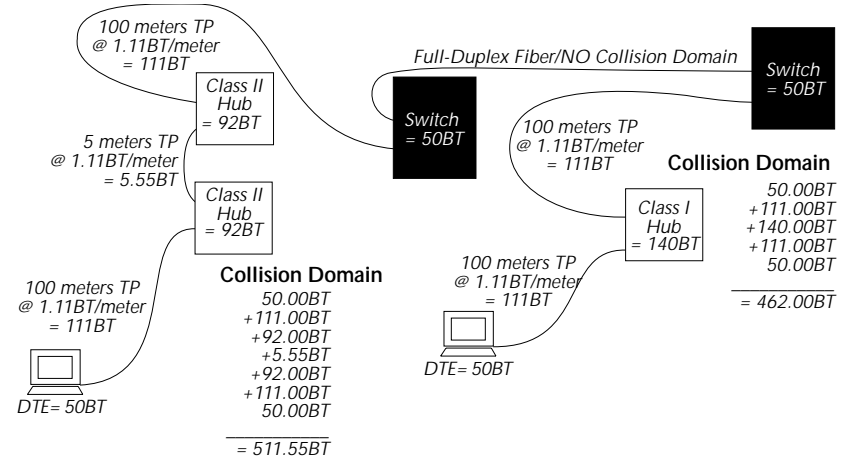 100 meters TP
@ 1.11BT/meter
= 111BT
Class II
Hub
= 92BT
5 meters TP
@ 1.11BT/meter
= 5.55BT
Class II
Hub
= 92BT
100 meters TP
@ 1.11BT/meter
= 111BT
DTE= 50BT
Collision Domain
50.00BT
+111.00BT
+92.00BT
+5.55BT
+92.00BT
+111.00BT
50.00BT
= 511.55BT
Full-Duplex Fiber/NO Collision Domain
Switch
= 50BT
Switch
= 50BT
100 meters TP
@ 1.11BT/meter
= 111BT
Class I
Hub
= 140BT
100 meters TP
@ 1.11BT/meter
= 111BT
DTE= 50BT
Collision Domain
50.00BT
+111.00BT
+140.00BT
+111.00BT
50.00BT
= 462.00BT